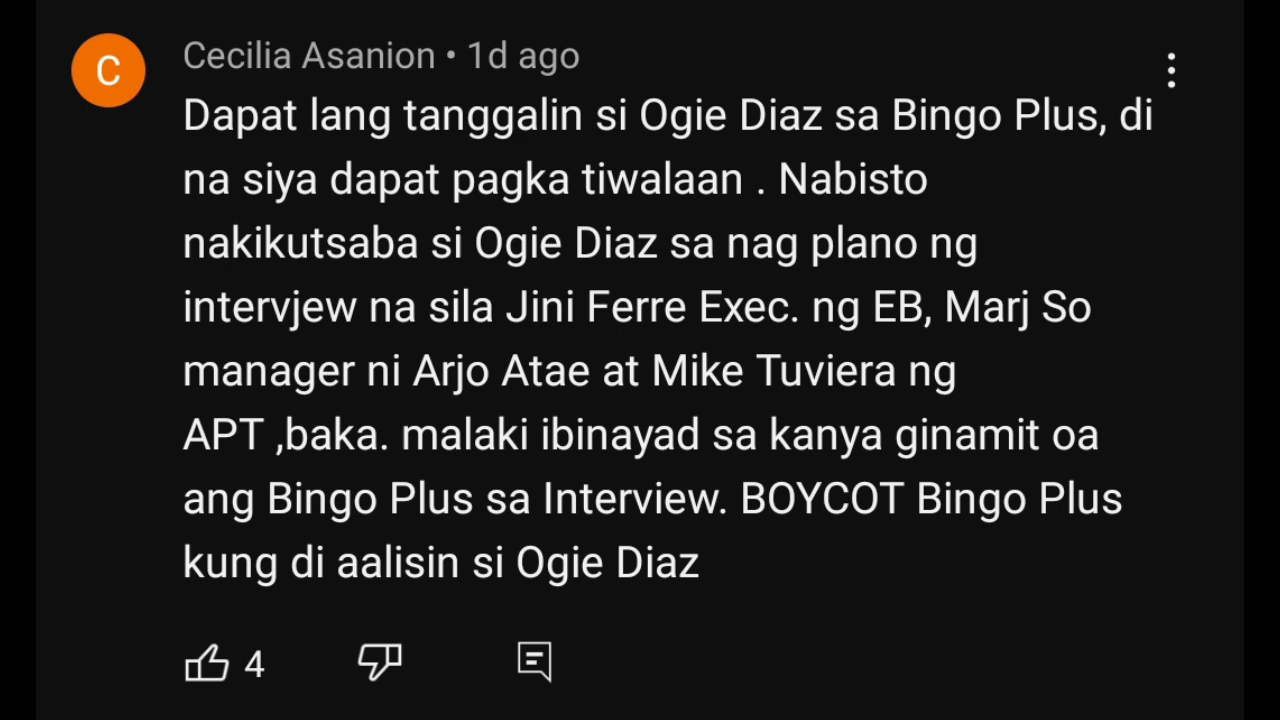 C
Cecilia Asanion • 1d ago
Dapat lang tanggalin si Ogie Diaz sa Bingo Plus, di
na siya dapat pagka tiwalaan . Nabisto
nakikutsaba si Ogie Diaz sa nag plano ng
intervjew na sila Jini Ferre Exec. ng EB, Marj So
manager ni Arjo Atae at Mike Tuviera ng
APT ,baka. malaki ibinayad sa kanya ginamit oa
ang Bingo Plus sa Interview. BOYCOT Bingo Plus
kung di aalisin si Ogie Diaz
4